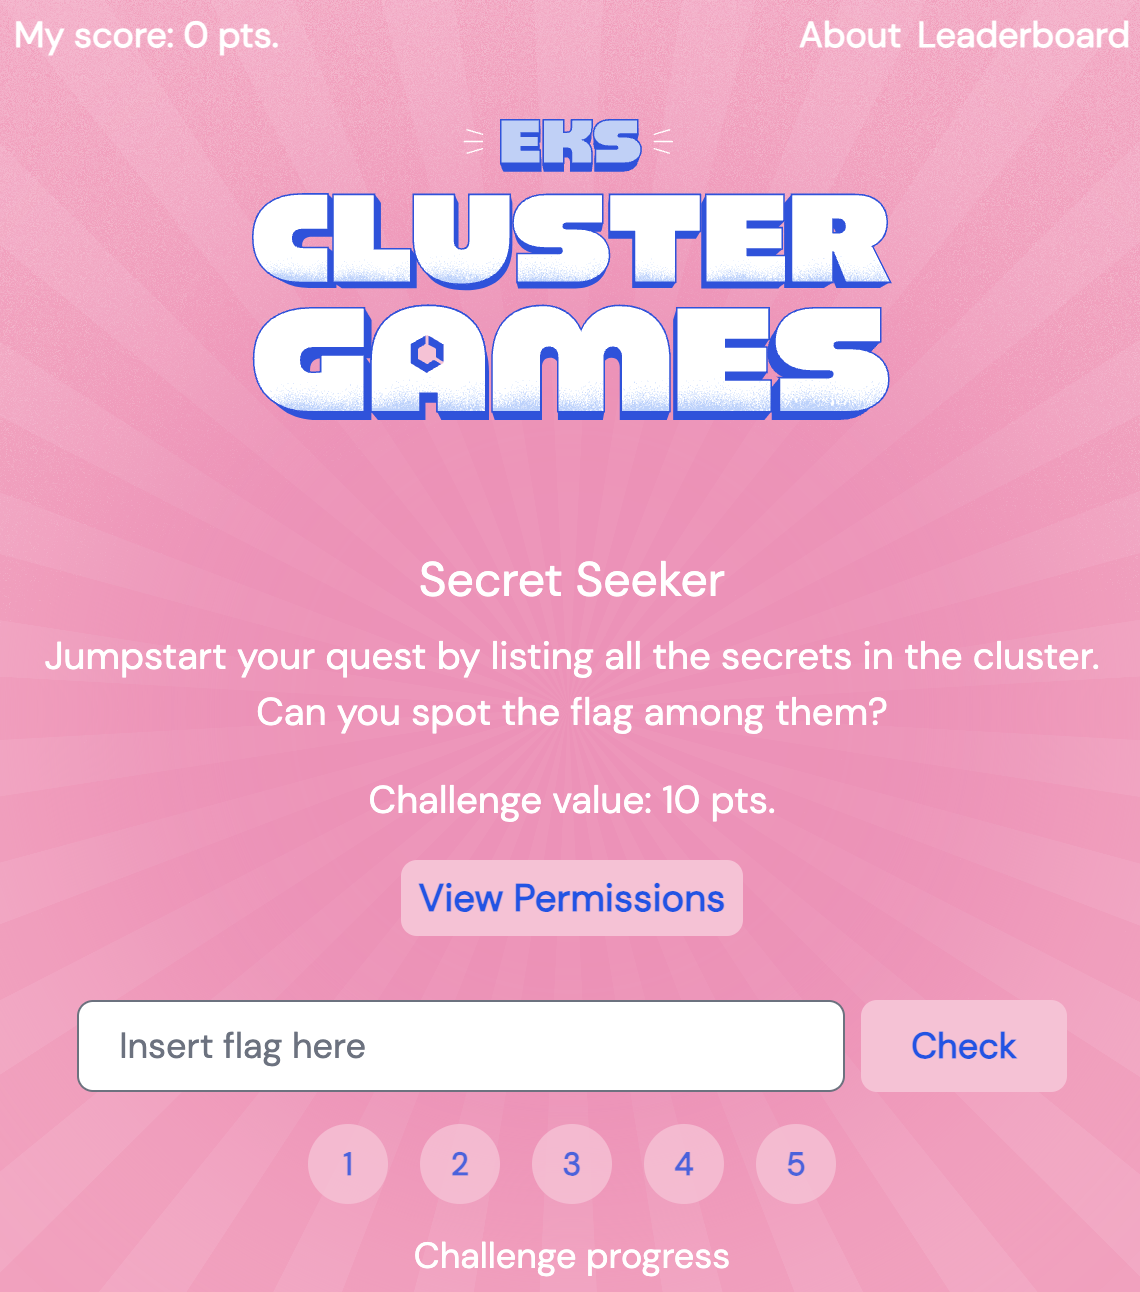 My score: 0 pts.
About Leaderboard
EKS
CLUSTER
GAMES
Secret Seeker
Jumpstart your quest by listing all the secrets in the cluster.
Can you spot the flag among them?
Challenge value: 10 pts.
View Permissions
Insert flag here
Check
1 2 3 4 5
Challenge progress